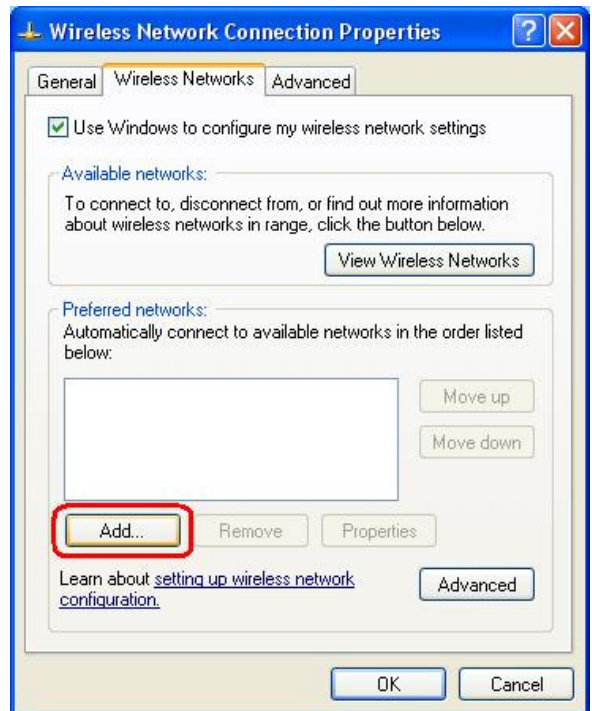 Wireless Network Connection Properties
General Wireless Networks Advanced
Use Windows to configure my wireless network settings
Available networks:
To connect to, disconnect from, or find out more information
about wireless networks in range, click the button below.
View Wireless Networks
Preferred networks:
Automatically connect to available networks in the order listed
below:
Move up
Move down
Add... Remove Properties
Learn about setting up wireless network
configuration.
Advanced
OK Cancel